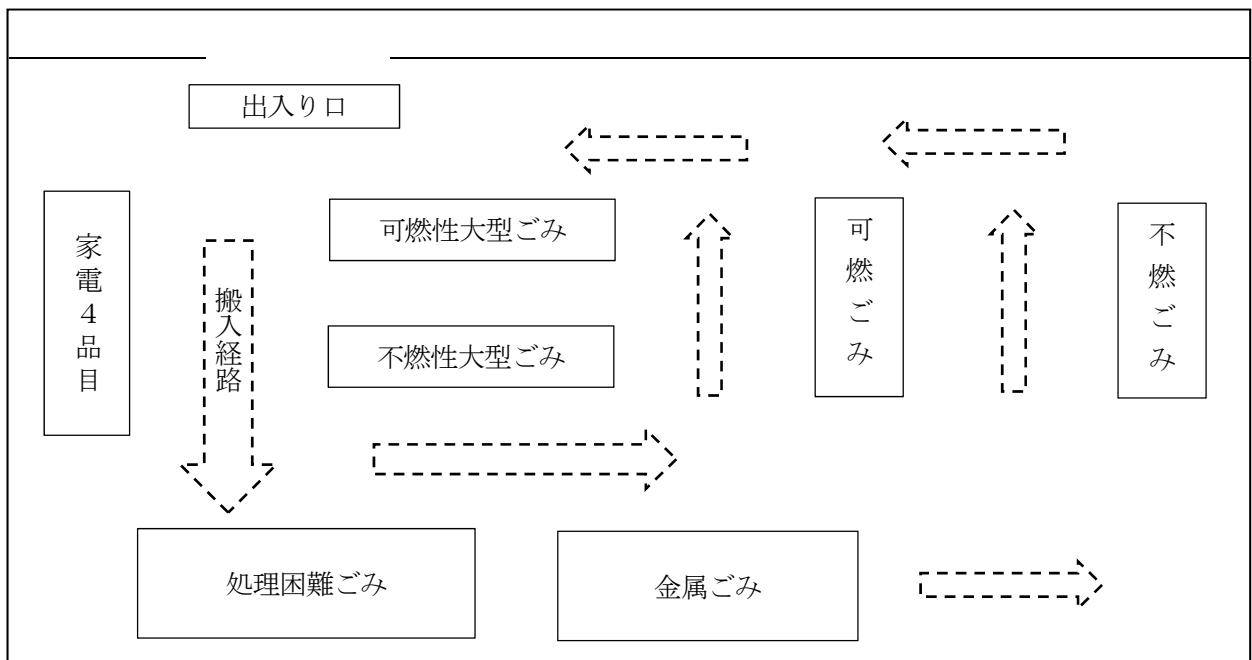 出入り口
可燃性大型ごみ
家電４品目
搬入経路
可燃ごみ
不燃ごみ
不燃性大型ごみ
処理困難ごみ
金属ごみ